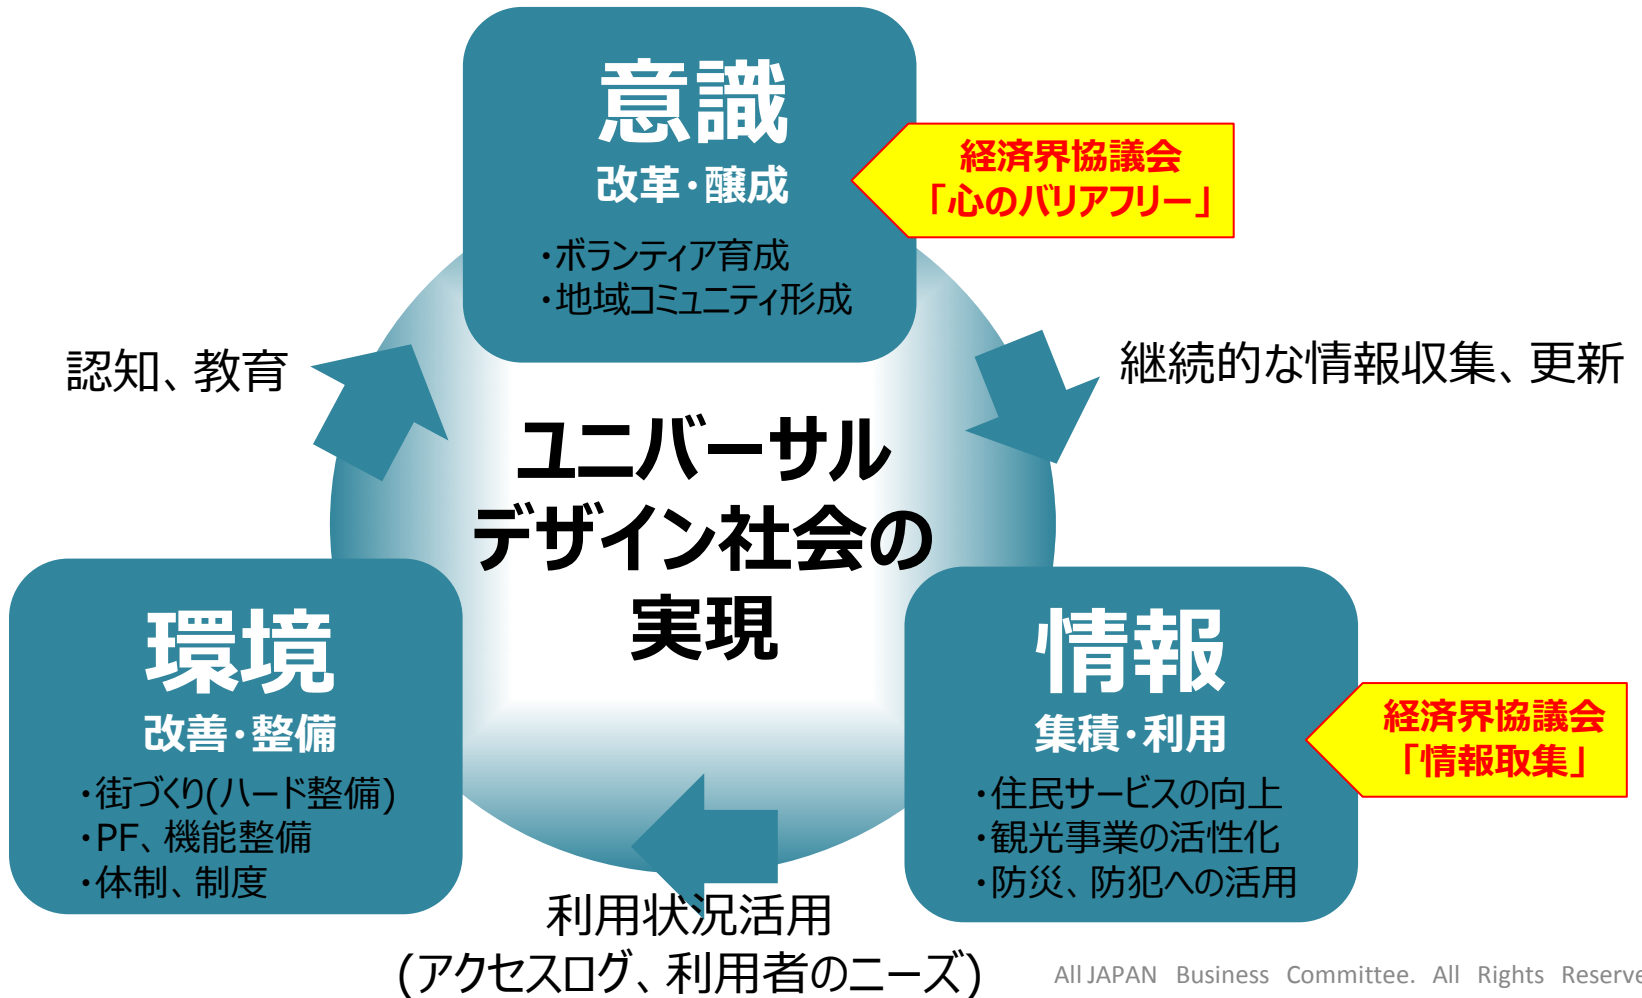 意識
改革・醸成
・ボランティア育成
・地域コミュニティ形成
経済界協議会
「心のバリアフリー」
認知、教育
継続的な情報収集、更新
ユニバーサル
デザイン社会の
実現
環境
改善・整備
・街づくり(ハード整備)
・PF、機能整備
・体制、制度
情報
集積・利用
・住民サービスの向上
・観光事業の活性化
・防災、防犯への活用
経済界協議会
「情報取集」
利用状況活用
(アクセスログ、利用者のニーズ)
All JAPAN Business Committee. All Rights Reserve